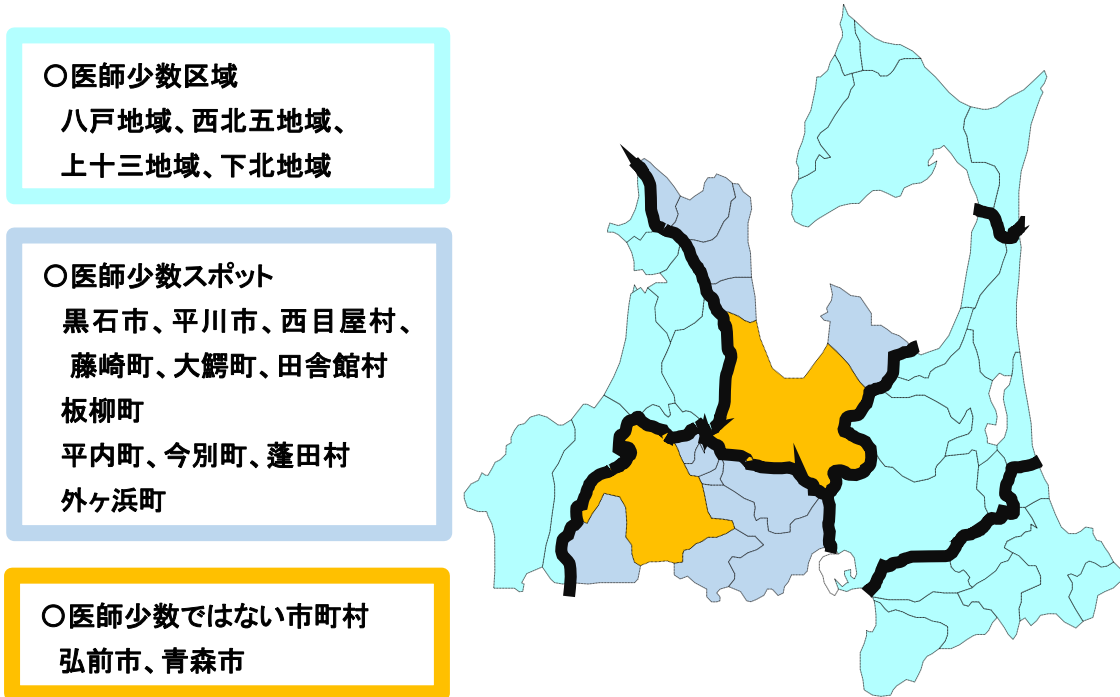 〇医師少数区域
八戸地域、西北五地域、
上十三地域、下北地域
〇医師少数スポット
黒石市、平川市、西目屋村、
藤崎町、大鰐町、田舎館村
板柳町
平内町、今別町、蓬田村
外ヶ浜町
〇医師少数ではない市町村
弘前市、青森市